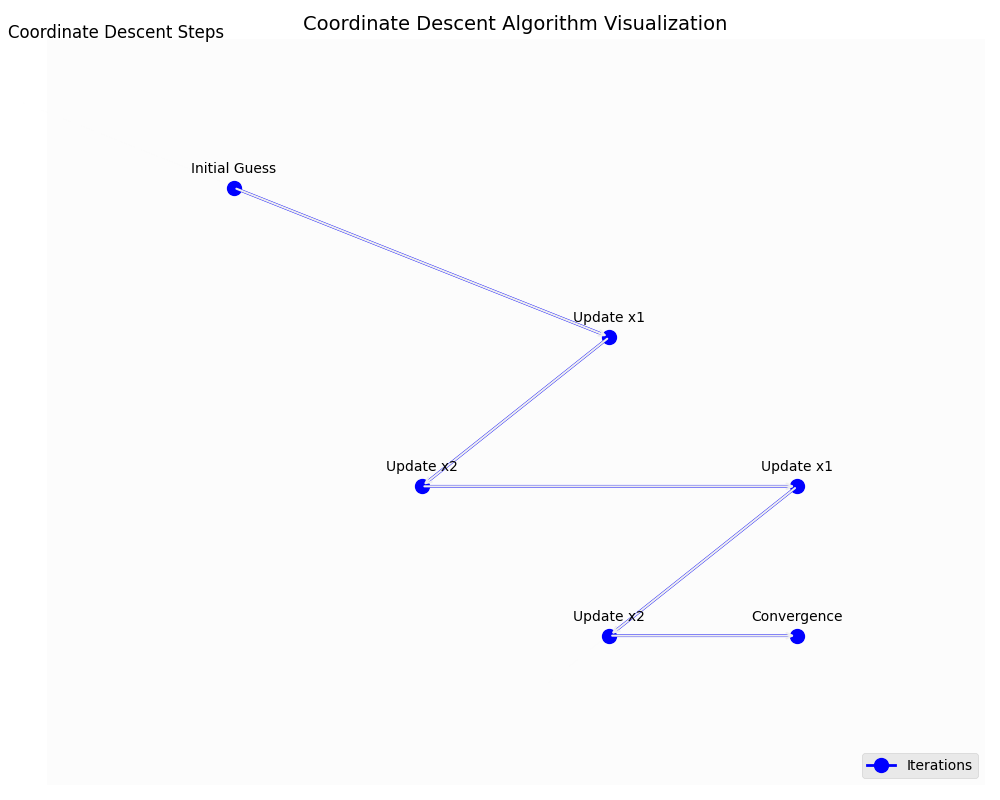 Coordinate Descent Algorithm Visualization
Coordinate Descent Steps
Initial Guess
Update x1
Update x2
Update x1
Update x2
Convergence
Iterations